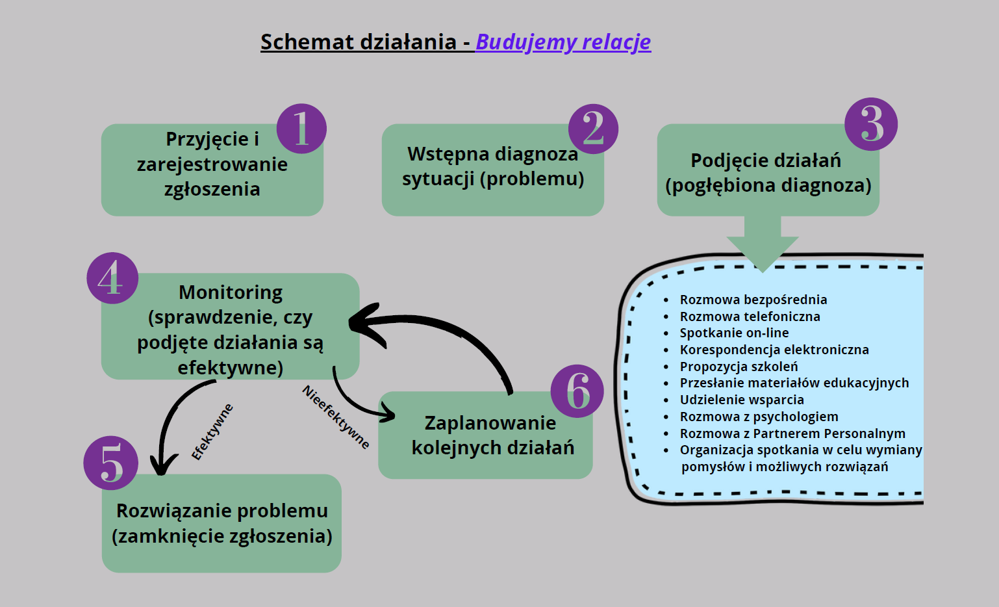 Schemat działania - Budujemy relacje
1
Przyjęcie i
zarejestrowanie
zgłoszenia
2
Wstępna diagnoza
sytuacji (problemu)
3
Podjęcie działań
(pogłębiona diagnoza)
• Rozmowa bezpośrednia
• Rozmowa telefoniczna
• Spotkanie on-line
• Korespondencja elektroniczna
• Propozycja szkoleń
• Przesłanie materiałów edukacyjnych
• Udzielenie wsparcia
• Rozmowa z psychologiem
• Rozmowa z Partnerem Personalnym
• Organizacja spotkania w celu wymiany
pomysłów i możliwych rozwiązań
4
Monitoring
(sprawdzenie, czy
podjęte działania są
efektywne)
Efektywne
Nieefektywne
5
Rozwiązanie problemu
(zamknięcie zgłoszenia)
6
Zaplanowanie
kolejnych działań